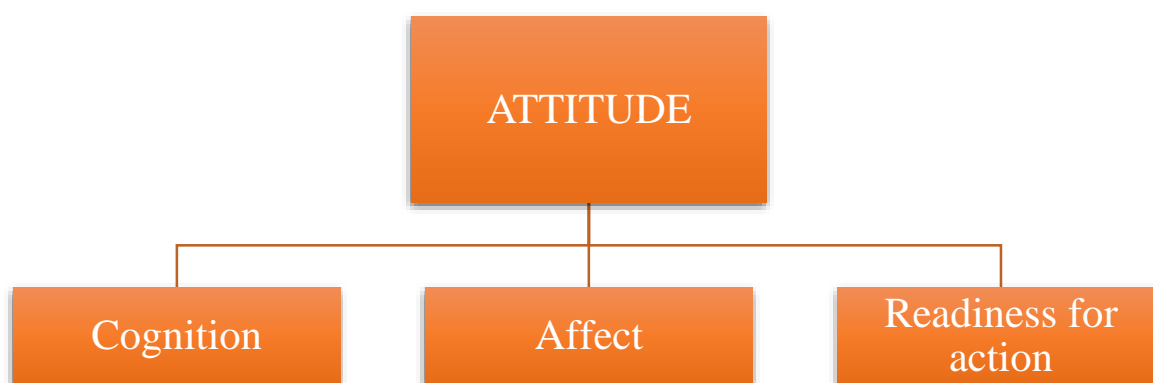 ATTITUDE
Cognition
Affect
Readiness for
action